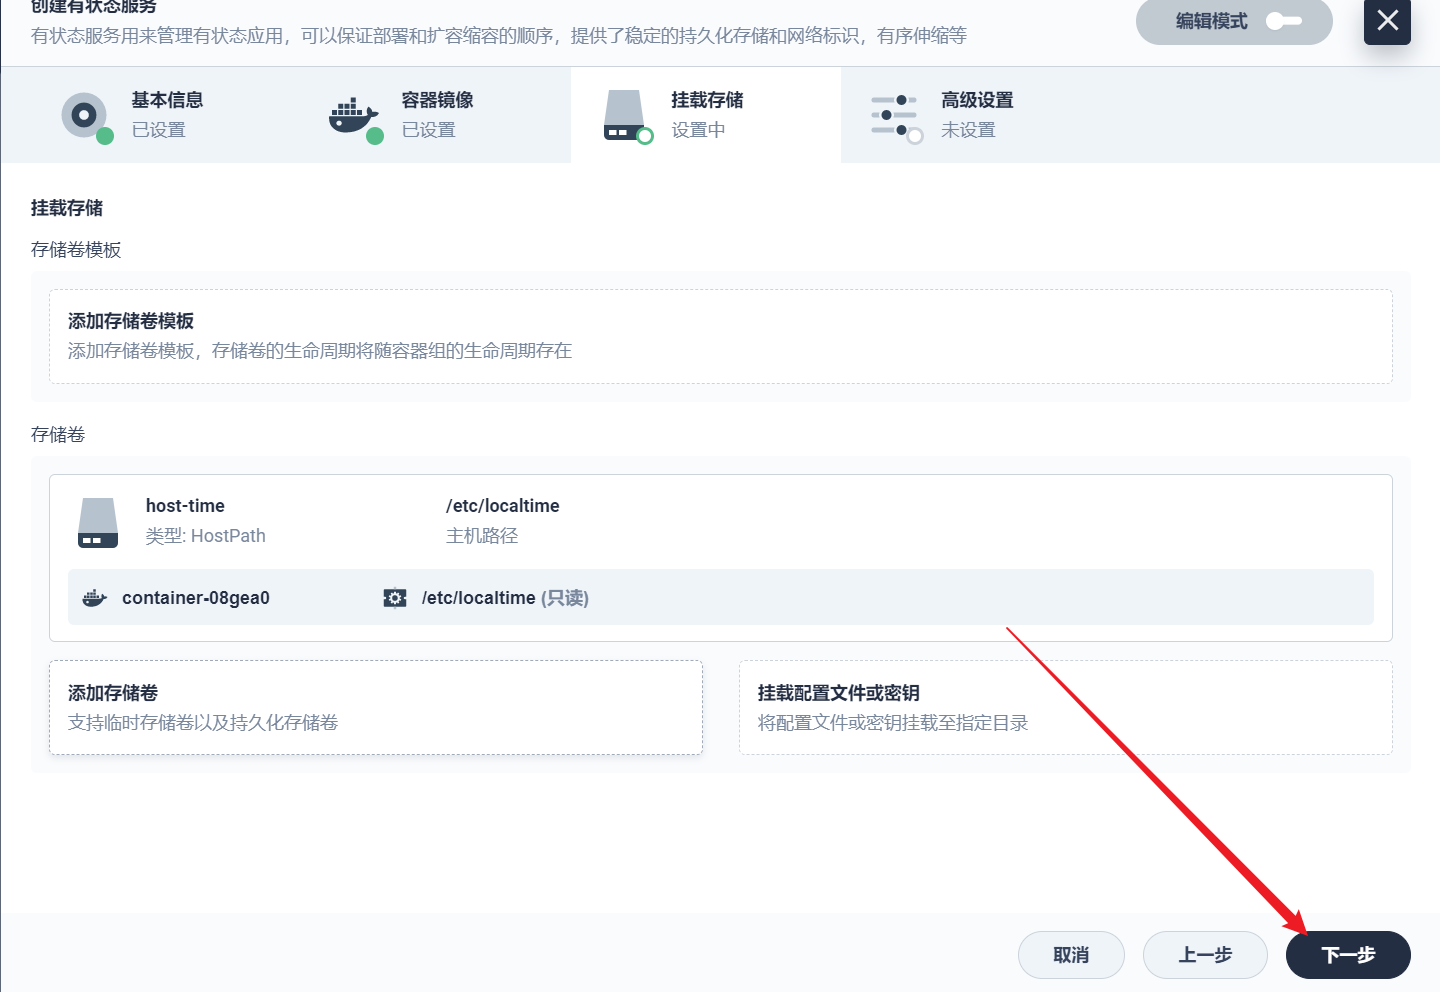 创建有状态服务
有状态服务用来管理有状态应用，可以保证部署和扩容缩容的顺序，提供了稳定的持久化存储和网络标识，有序伸缩等
编辑模式
基本信息
已设置
容器镜像
已设置
挂载存储
设置中
高级设置
未设置
挂载存储
存储卷模板
添加存储卷模板
添加存储卷模板，存储卷的生命周期将随容器组的生命周期存在
存储卷
host-time
类型: HostPath
/etc/localtime
主机路径
container-08gea0
/etc/localtime (只读)
添加存储卷
支持临时存储卷以及持久化存储卷
挂载配置文件或密钥
将配置文件或密钥挂载至指定目录
取消
上一步
下一步